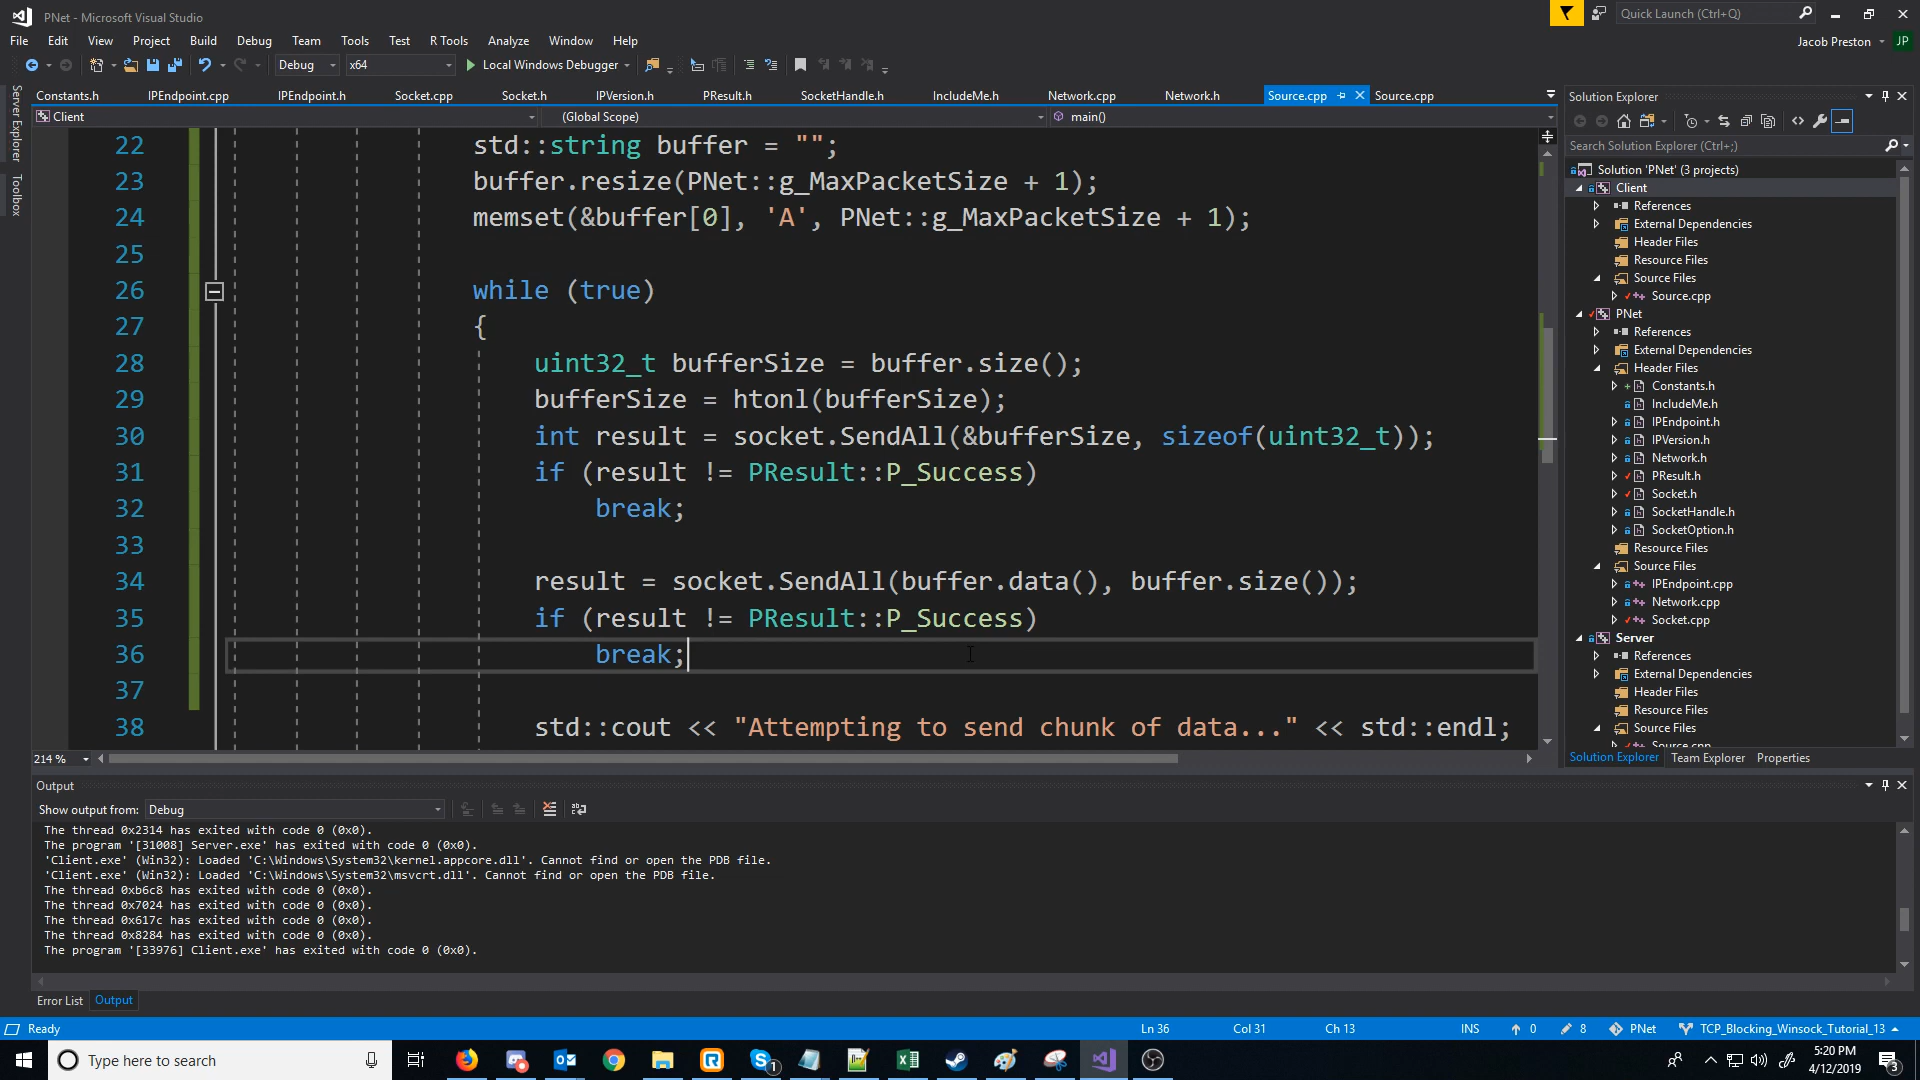 PNet - Microsoft Visual Studio
Quick Launch (Ctrl+Q)
File Edit View Project Build Debug Team Tools Test R Tools Analyze Window Help
Jacob Preston JP
Debug x64 Local Windows Debugger
Server Explorer
Toolbox
Constants.h IPEndpoint.cpp IPEndpoint.h Socket.cpp Socket.h IPVersion.h PResult.h SocketHandle.h IncludeMe.h Network.cpp Network.h Source.cpp Source.cpp
Client (Global Scope) main()
22 std::string buffer = "";
23 buffer.resize(PNet::g_MaxPacketSize + 1);
24 memset(&buffer[0], 'A', PNet::g_MaxPacketSize + 1);
25
26 while (true)
27 {
28 uint32_t bufferSize = buffer.size();
29 bufferSize = htonl(bufferSize);
30 int result = socket.SendAll(&bufferSize, sizeof(uint32_t));
31 if (result != PResult::P_Success)
32 break;
33
34 result = socket.SendAll(buffer.data(), buffer.size());
35 if (result != PResult::P_Success)
36 break;
37
38 std::cout << "Attempting to send chunk of data..." << std::endl;
214 %
Solution Explorer
Search Solution Explorer (Ctrl+;)
Solution 'PNet' (3 projects)
Client
References
External Dependencies
Header Files
Resource Files
Source Files
Source.cpp
PNet
References
External Dependencies
Header Files
Constants.h
IncludeMe.h
IPEndpoint.h
IPVersion.h
Network.h
PResult.h
Socket.h
SocketHandle.h
SocketOption.h
Resource Files
Source Files
IPEndpoint.cpp
Network.cpp
Socket.cpp
Server
References
External Dependencies
Header Files
Resource Files
Source Files
Source.cpp
Solution Explorer Team Explorer Properties
Output
Show output from: Debug
The thread 0x2314 has exited with code 0 (0x0).
The program '[31008] Server.exe' has exited with code 0 (0x0).
'Client.exe' (Win32): Loaded 'C:\Windows\System32\kernel.appcore.dll'. Cannot find or open the PDB file.
'Client.exe' (Win32): Loaded 'C:\Windows\System32\msvcrt.dll'. Cannot find or open the PDB file.
The thread 0xb6c8 has exited with code 0 (0x0).
The thread 0x7024 has exited with code 0 (0x0).
The thread 0x617c has exited with code 0 (0x0).
The thread 0x8284 has exited with code 0 (0x0).
The program '[33976] Client.exe' has exited with code 0 (0x0).
Error List Output
Ready Ln 36 Col 31 Ch 13 INS 0 8 PNet TCP_Blocking_Winsock_Tutorial_13
Type here to search
5:20 PM
4/12/2019
3